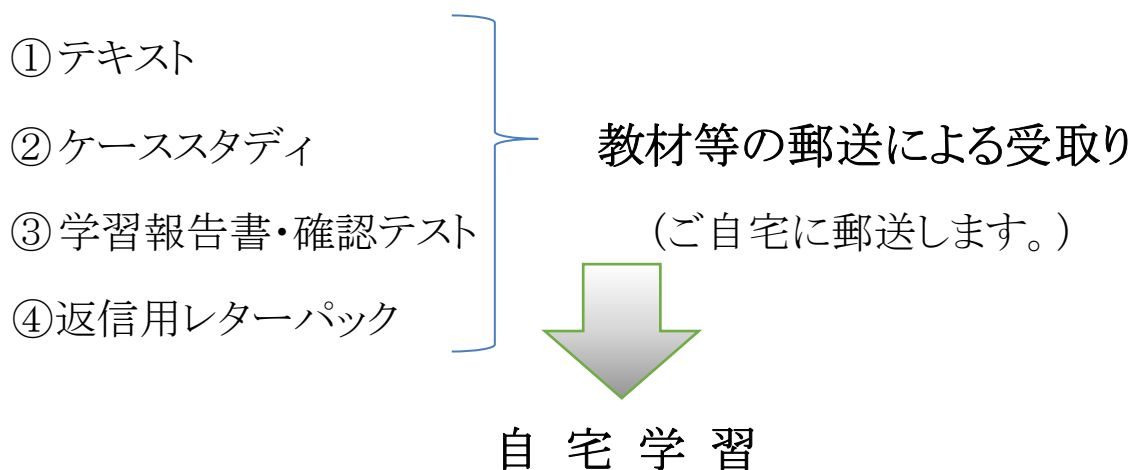 ①テキスト
②ケーススタディ
③学習報告書・確認テスト
④返信用レターパック
教材等の郵送による受取り
(ご自宅に郵送します。)
自 宅 学 習